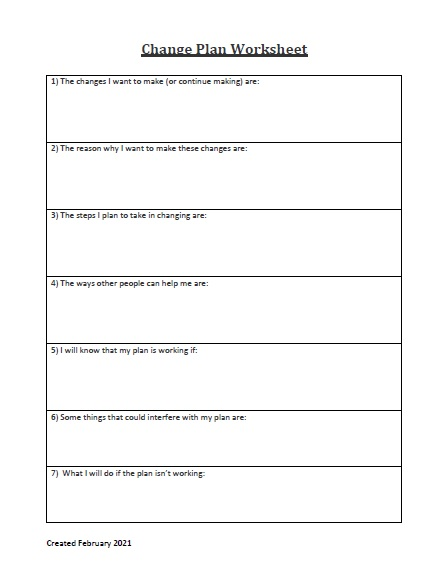 Change Plan Worksheet
1) The changes I want to make (or continue making) are:
2) The reason why I want to make these changes are:
3) The steps I plan to take in changing are:
4) The ways other people can help me are:
5) I will know that my plan is working if:
6) Some things that could interfere with my plan are:
7) What I will do if the plan isn't working:
Created February 2021